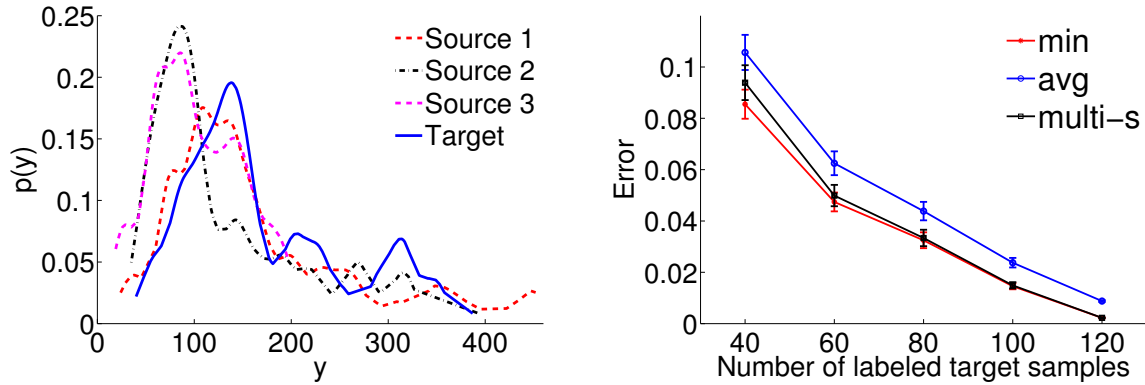 p(y)
0.25
0.2
0.15
0.1
0.05
0
0 100 200 300 400
y
Source 1
Source 2
Source 3
Target
Error
0.1
0.08
0.06
0.04
0.02
0
40 60 80 100 120
Number of labeled target samples
min
avg
multi-s